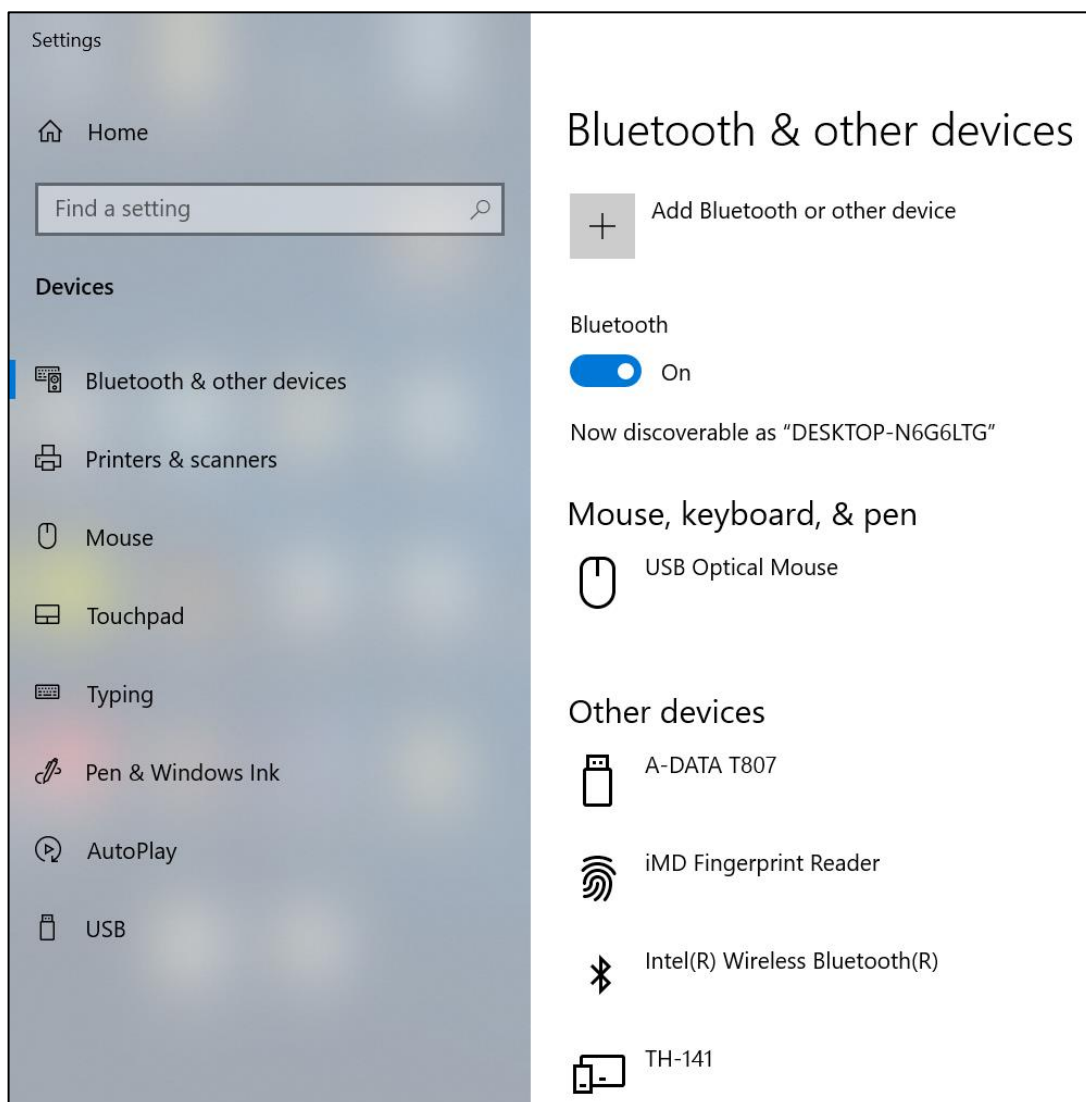 Settings
Home
Find a setting
Devices
Bluetooth & other devices
Printers & scanners
Mouse
Touchpad
Typing
Pen & Windows Ink
AutoPlay
USB
Bluetooth & other devices
Add Bluetooth or other device
Bluetooth
On
Now discoverable as “DESKTOP-N6G6LTG”
Mouse, keyboard, & pen
USB Optical Mouse
Other devices
A-DATA T807
iMD Fingerprint Reader
Intel(R) Wireless Bluetooth(R)
TH-141